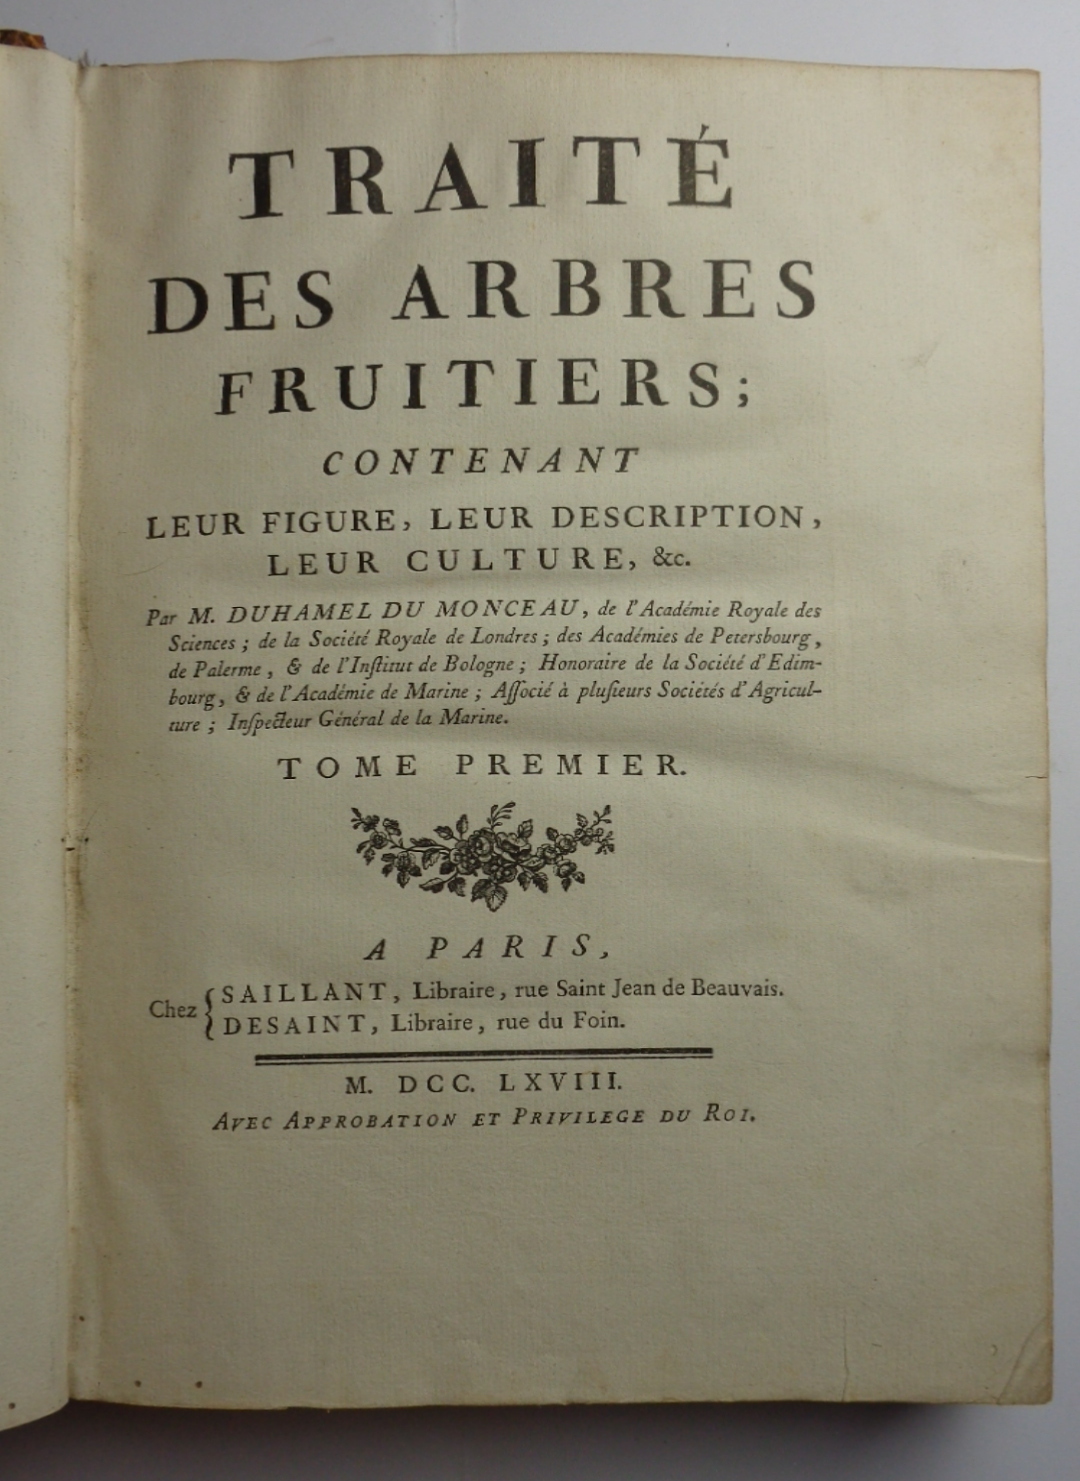 TRAITÉ
DES ARBRES
FRUITIERS;
CONTENANT
LEUR FIGURE, LEUR DESCRIPTION,
LEUR CULTURE, &c.
Par M. DUHAMEL DU MONCEAU, de l'Académie Royale des
Sciences; de la Société Royale de Londres; des Académies de Petersbourg,
de Palerme, & de l'Inſtitut de Bologne; Honoraire de la Société d'Edim-
bourg, & de l'Académie de Marine; Aſſocié à pluſieurs Sociétés d'Agricul-
ture; Inſpecteur Général de la Marine.
TOME PREMIER.
A PARIS,
Chez { SAILLANT, Libraire, rue Saint Jean de Beauvais.
DESAINT, Libraire, rue du Foin.
M. DCC. LXVIII.
AVEC APPROBATION ET PRIVILEGE DU ROI.